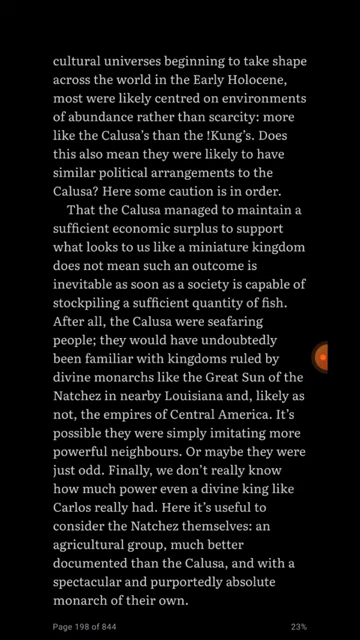 cultural universes beginning to take shape
across the world in the Early Holocene,
most were likely centred on environments
of abundance rather than scarcity: more
like the Calusa’s than the !Kung’s. Does
this also mean they were likely to have
similar political arrangements to the
Calusa? Here some caution is in order.
That the Calusa managed to maintain a
sufficient economic surplus to support
what looks to us like a miniature kingdom
does not mean such an outcome is
inevitable as soon as a society is capable of
stockpiling a sufficient quantity of fish.
After all, the Calusa were seafaring
people; they would have undoubtedly
been familiar with kingdoms ruled by
divine monarchs like the Great Sun of the
Natchez in nearby Louisiana and, likely as
not, the empires of Central America. It’s
possible they were simply imitating more
powerful neighbours. Or maybe they were
just odd. Finally, we don’t really know
how much power even a divine king like
Carlos really had. Here it’s useful to
consider the Natchez themselves: an
agricultural group, much better
documented than the Calusa, and with a
spectacular and purportedly absolute
monarch of their own.
Page 198 of 844 23%